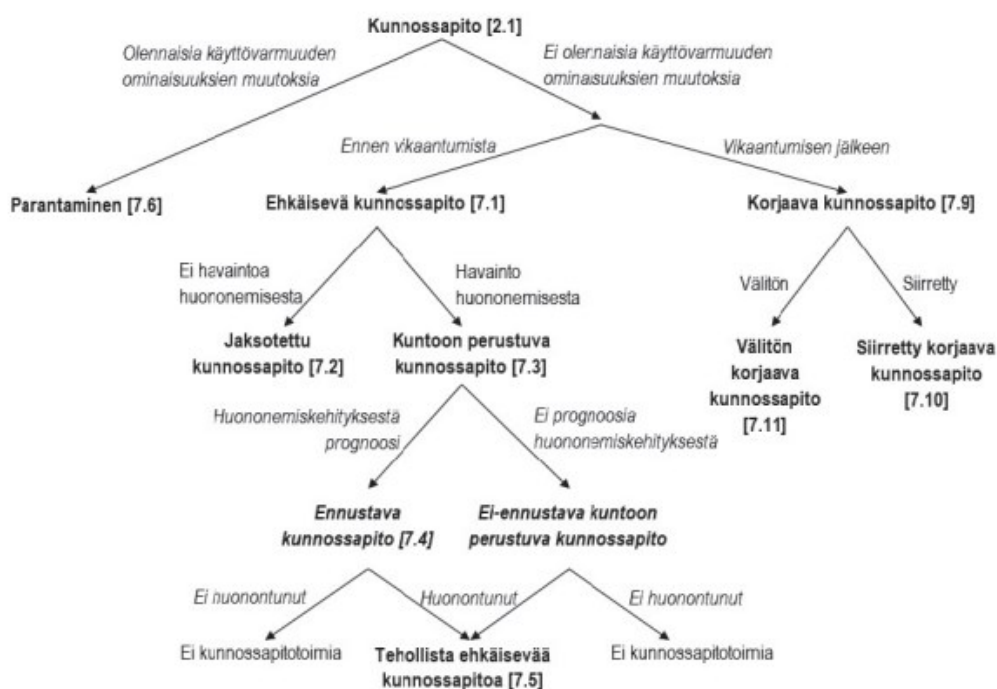 Kunnossapito [2.1]
Olennaisia käyttövarmuuden
ominaisuuksien muutoksia
Ei olennaisia käyttövarmuuden
ominaisuuksien muutoksia
Ennen vikaantumista
Vikaantumisen jälkeen
Parantaminen [7.6]
Ehkäisevä kunnossapito [7.1]
Korjaava kunnossapito [7.9]
Ei havaintoa
huononemisesta
Havainto
huononemisesta
Välitön
Siirretty
Jaksotettu
kunnossapito [7.2]
Kuntoon perustuva
kunnossapito [7.3]
Välitön
korjaava
kunnossapito
[7.11]
Siirretty korjaava
kunnossapito
[7.10]
Huononemiskehityksestä
prognoosi
Ei prognoosia
huononemiskehityksestä
Ennustava
kunnossapito [7.4]
Ei-ennustava kuntoon
perustuva kunnossapito
Ei huonontunut
Huonontunut
Ei huonontunut
Ei kunnossapitotoimia
Tehollista ehkäisevää
kunnossapitoa [7.5]
Ei kunnossapitotoimia